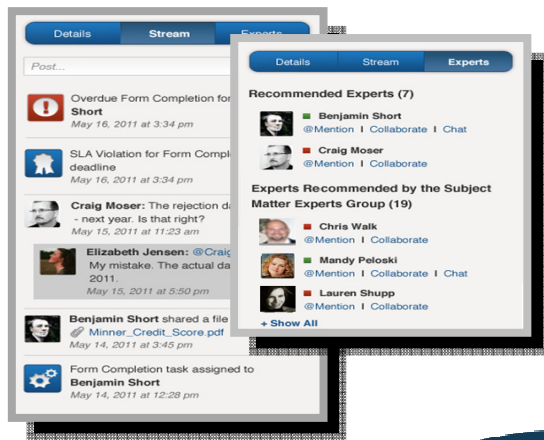 Details
Stream
Experts
Post...
Overdue Form Completion for
Short
May 16, 2011 at 3:34 pm
SLA Violation for Form Compl
deadline
May 16, 2011 at 3:34 pm
Craig Moser: The rejection da
- next year. Is that right?
May 15, 2011 at 11:23 am
Elizabeth Jensen: @Craig
My mistake. The actual da
2011.
May 15, 2011 at 5:50 pm
Benjamin Short shared a file
Minner_Credit_Score.pdf
May 14, 2011 at 3:45 pm
Form Completion task assigned to
Benjamin Short
May 14, 2011 at 12:28 pm
Details
Stream
Experts
Recommended Experts (7)
Benjamin Short
@Mention I Collaborate I Chat
Craig Moser
@Mention I Collaborate
Experts Recommended by the Subject
Matter Experts Group (19)
Chris Walk
@Mention I Collaborate
Mandy Peloski
@Mention I Collaborate I Chat
Lauren Shupp
@Mention I Collaborate
+ Show All